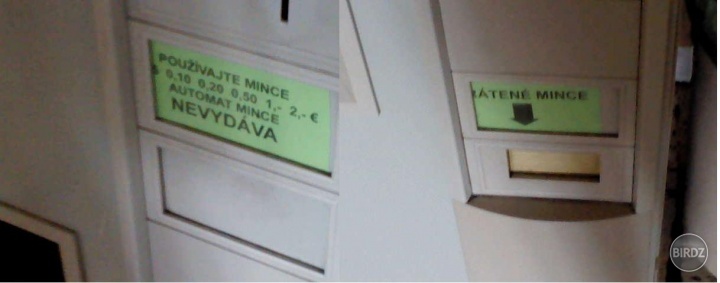 POUŽÍVAJTE MINCE
0,10 0,20 0,50 1,- 2,- €
AUTOMAT MINCE
NEVYDÁVA
ÁTENÉ MINCE
BIRDZ